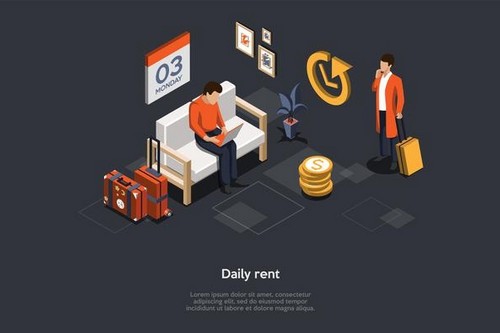 03
MONDAY
S
Daily rent
Lorem ipsum dolor sit amet, consectetur
adipiscing elit, sed do eiusmod tempor
incididunt ut labore et dolore magna aliqua.